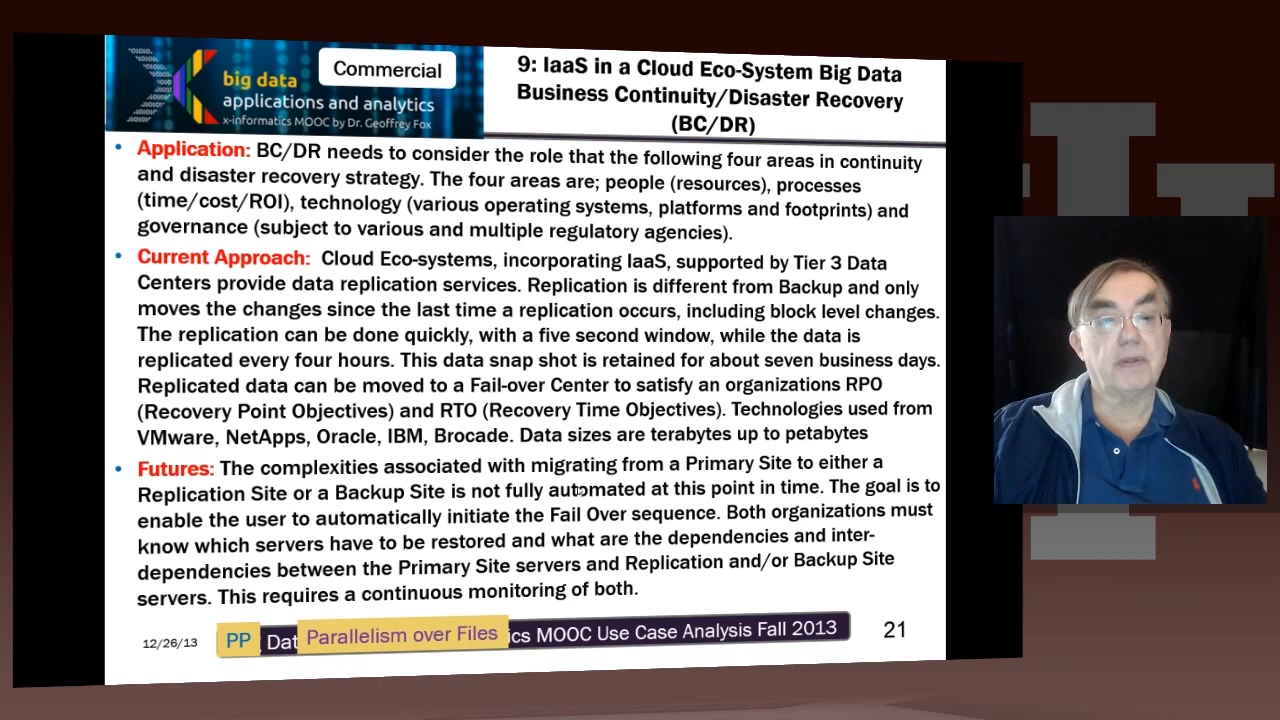 Commercial
big data
applications and analytics
x-informatics MOOC by Dr. Geoffrey Fox
9: IaaS in a Cloud Eco-System Big Data
Business Continuity/Disaster Recovery
(BC/DR)
• Application: BC/DR needs to consider the role that the following four areas in continuity
and disaster recovery strategy. The four areas are; people (resources), processes
(time/cost/ROI), technology (various operating systems, platforms and footprints) and
governance (subject to various and multiple regulatory agencies).
• Current Approach: Cloud Eco-systems, incorporating IaaS, supported by Tier 3 Data
Centers provide data replication services. Replication is different from Backup and only
moves the changes since the last time a replication occurs, including block level changes.
The replication can be done quickly, with a five second window, while the data is
replicated every four hours. This data snap shot is retained for about seven business days.
Replicated data can be moved to a Fail-over Center to satisfy an organizations RPO
(Recovery Point Objectives) and RTO (Recovery Time Objectives). Technologies used from
VMware, NetApps, Oracle, IBM, Brocade. Data sizes are terabytes up to petabytes
• Futures: The complexities associated with migrating from a Primary Site to either a
Replication Site or a Backup Site is not fully automated at this point in time. The goal is to
enable the user to automatically initiate the Fail Over sequence. Both organizations must
know which servers have to be restored and what are the dependencies and inter-
dependencies between the Primary Site servers and Replication and/or Backup Site
servers. This requires a continuous monitoring of both.
12/26/13
PP Dat Parallelism over Files ics MOOC Use Case Analysis Fall 2013
21